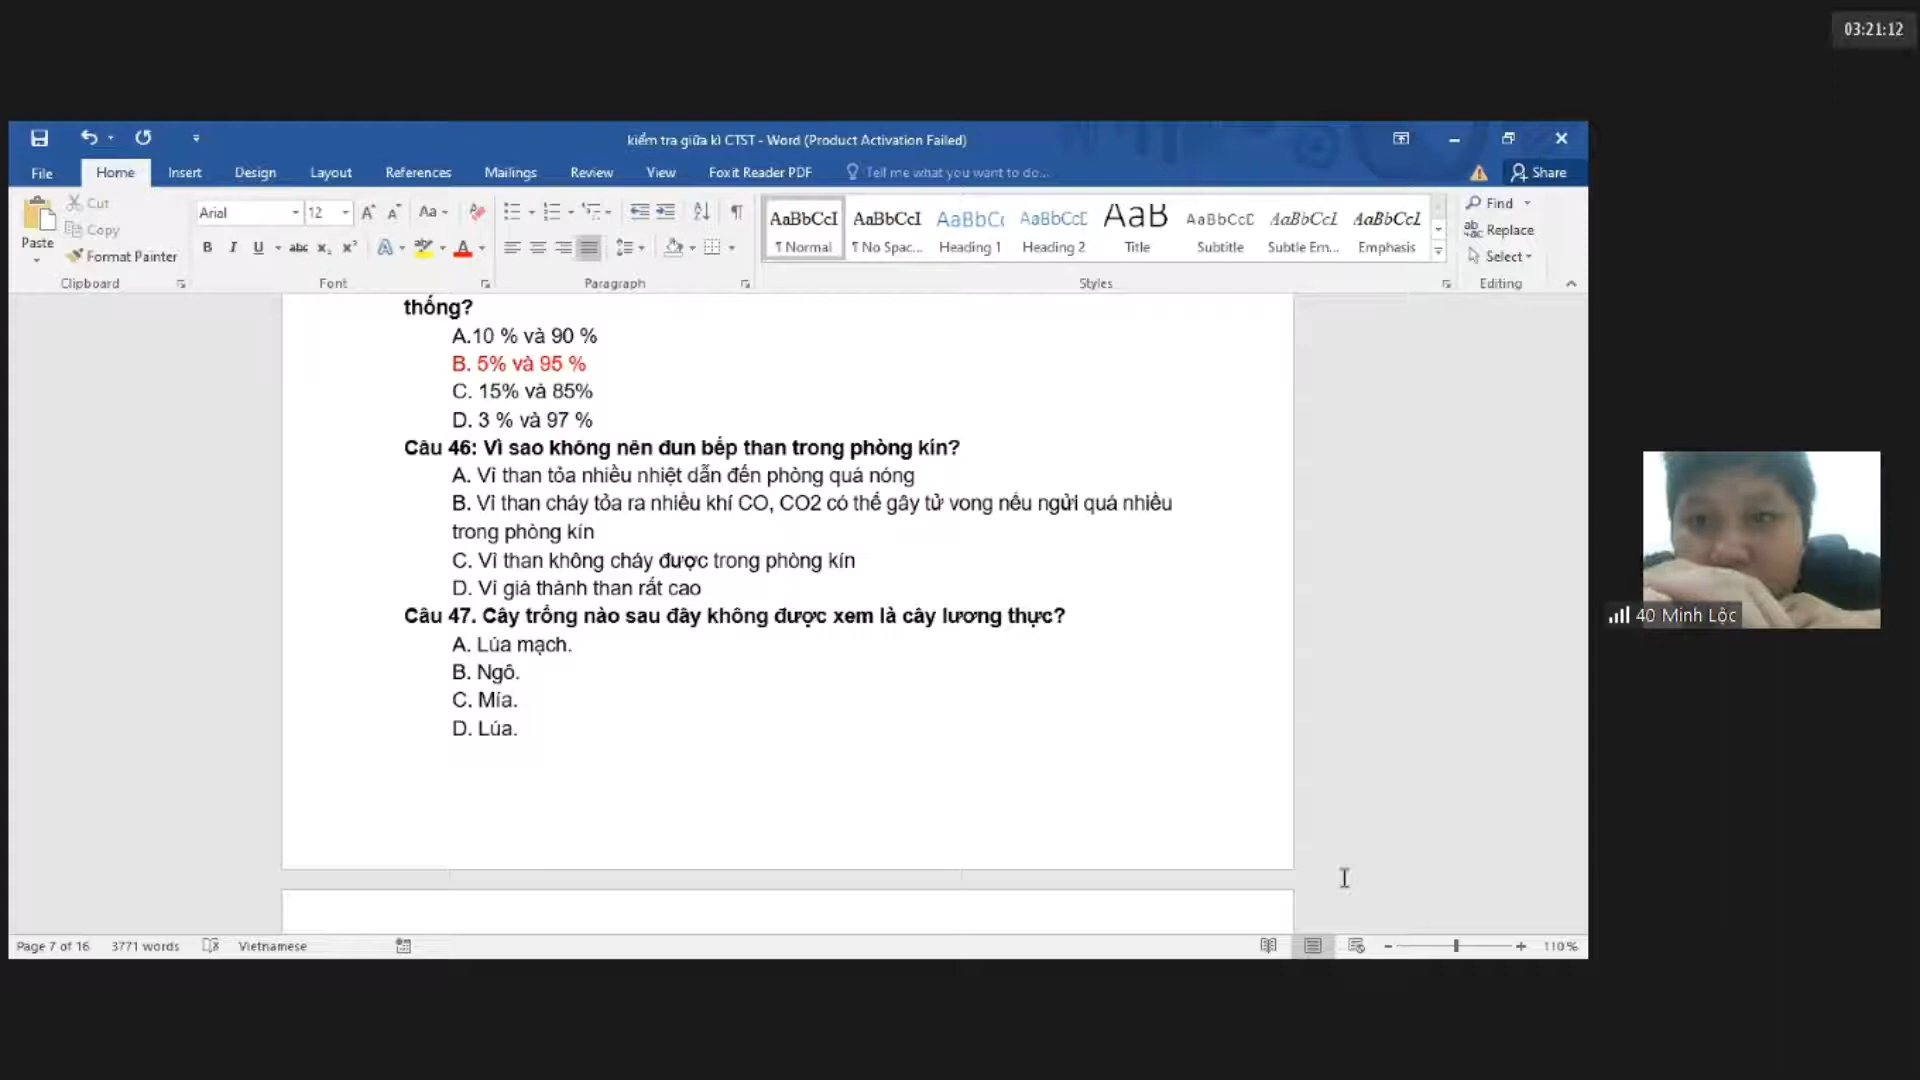 03:21:12
kiểm tra giữa kì CTST - Word (Product Activation Failed)
File Home Insert Design Layout References Mailings Review View Foxit Reader PDF Tell me what you want to do... Share
Paste Cut Copy Format Painter
Clipboard
Arial 12
Font
Paragraph
AaBbCcI AaBbCcI AaBbC AaBbCcE AaB AaBbCcC AaBbCcI AaBbCcI
¶ Normal ¶ No Spac... Heading 1 Heading 2 Title Subtitle Subtle Em... Emphasis
Styles
Find
Replace
Select
Editing
thống?
A.10 % và 90 %
B. 5% và 95 %
C. 15% và 85%
D. 3 % và 97 %
Câu 46: Vì sao không nên đun bếp than trong phòng kín?
A. Vì than tỏa nhiều nhiệt dẫn đến phòng quá nóng
B. Vì than cháy tỏa ra nhiều khí CO, CO2 có thể gây tử vong nếu ngửi quá nhiều
trong phòng kín
C. Vì than không cháy được trong phòng kín
D. Vì giá thành than rất cao
Câu 47. Cây trồng nào sau đây không được xem là cây lương thực?
A. Lúa mạch.
B. Ngô.
C. Mía.
D. Lúa.
40 Minh Lộc
Page 7 of 16 3771 words Vietnamese 110%